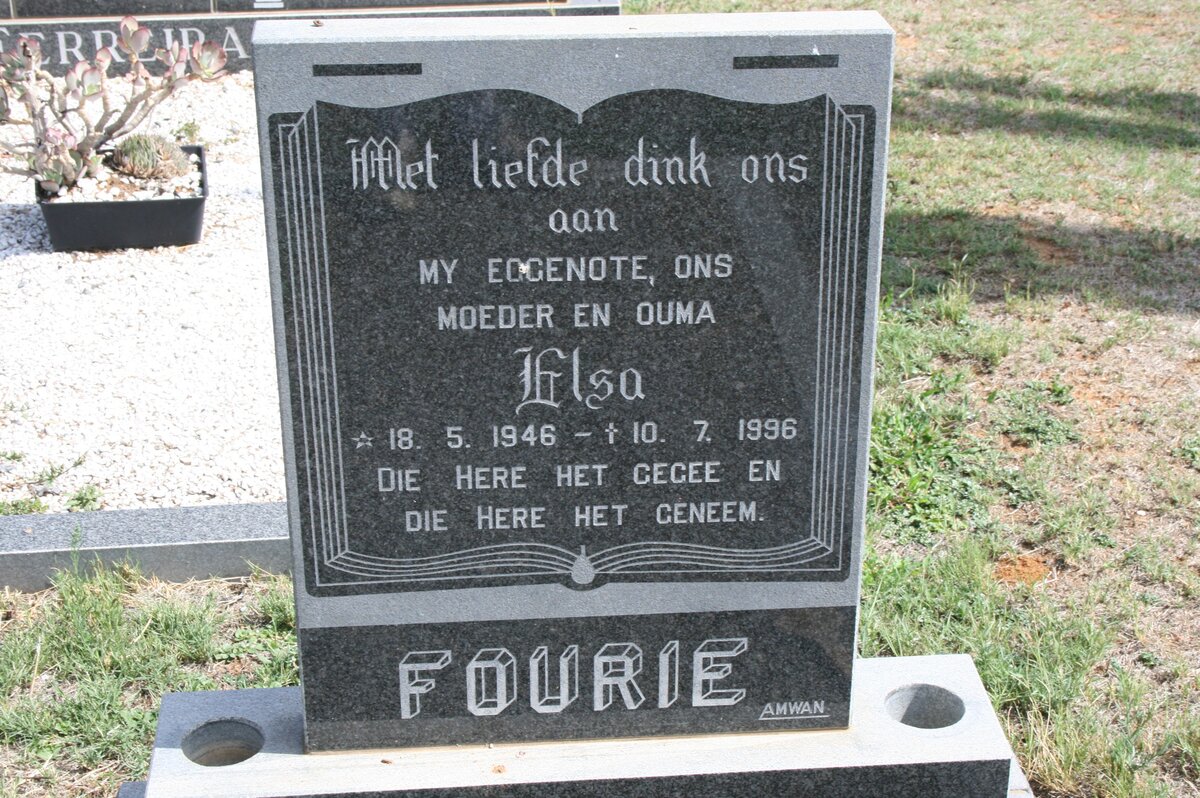 FERREIRA
Met liefde dink ons
aan
MY EGGENOTE, ONS
MOEDER EN OUMA
Elsa
☆ 18. 5. 1946 – † 10. 7. 1996
DIE HERE HET GEGEE EN
DIE HERE HET GENEEM.
FOURIE
AMWAN